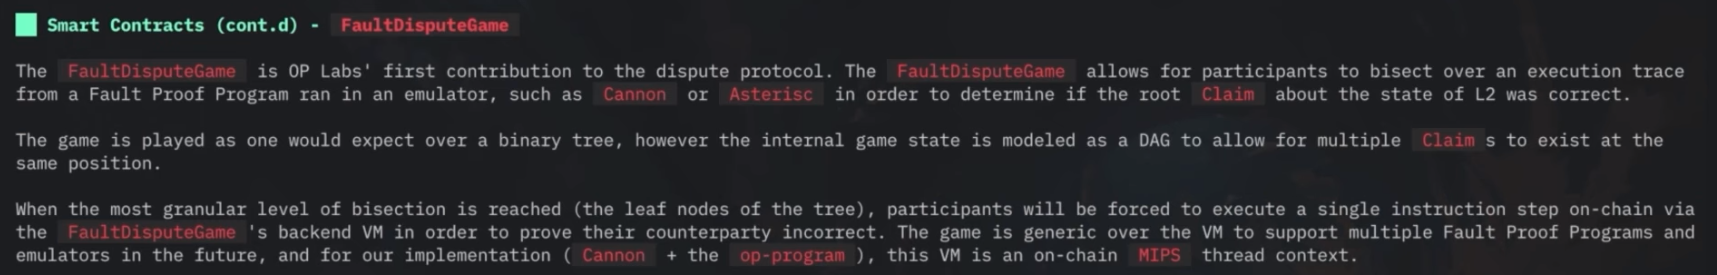 Smart Contracts (cont.d) - FaultDisputeGame
The FaultDisputeGame is OP Labs' first contribution to the dispute protocol. The FaultDisputeGame allows for participants to bisect over an execution trace
from a Fault Proof Program ran in an emulator, such as Cannon or Asterisc in order to determine if the root Claim about the state of L2 was correct.
The game is played as one would expect over a binary tree, however the internal game state is modeled as a DAG to allow for multiple Claim s to exist at the
same position.
When the most granular level of bisection is reached (the leaf nodes of the tree), participants will be forced to execute a single instruction step on-chain via
the FaultDisputeGame 's backend VM in order to prove their counterparty incorrect. The game is generic over the VM to support multiple Fault Proof Programs and
emulators in the future, and for our implementation ( Cannon + the op-program ), this VM is an on-chain MIPS thread context.